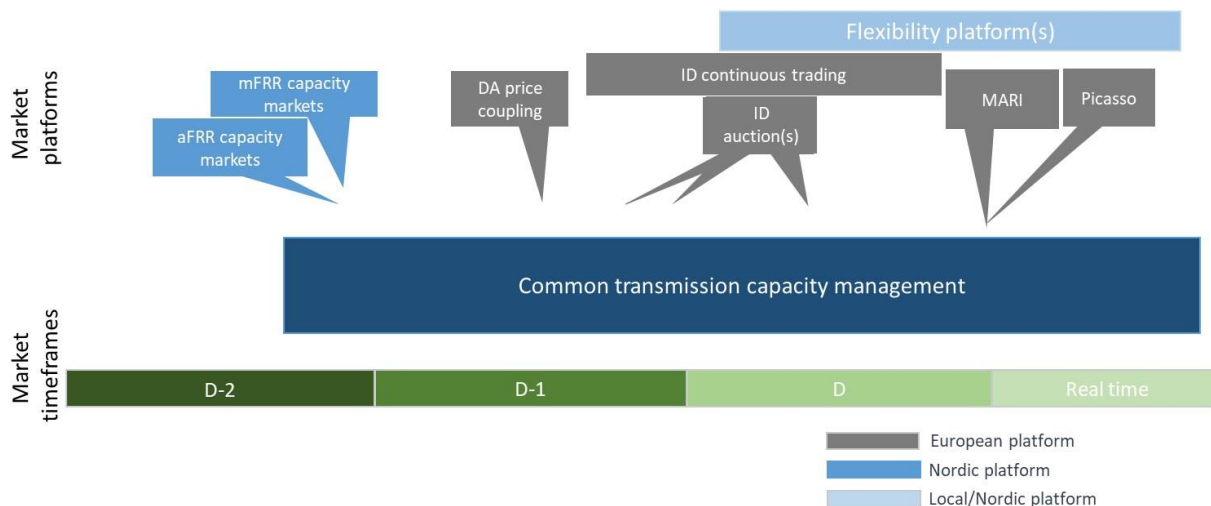 Market
platforms
Flexibility platform(s)
mFRR capacity
markets
aFRR capacity
markets
DA price
coupling
ID continuous trading
ID
auction(s)
MARI
Picasso
Common transmission capacity management
Market
timeframes
D-2
D-1
D
Real time
European platform
Nordic platform
Local/Nordic platform